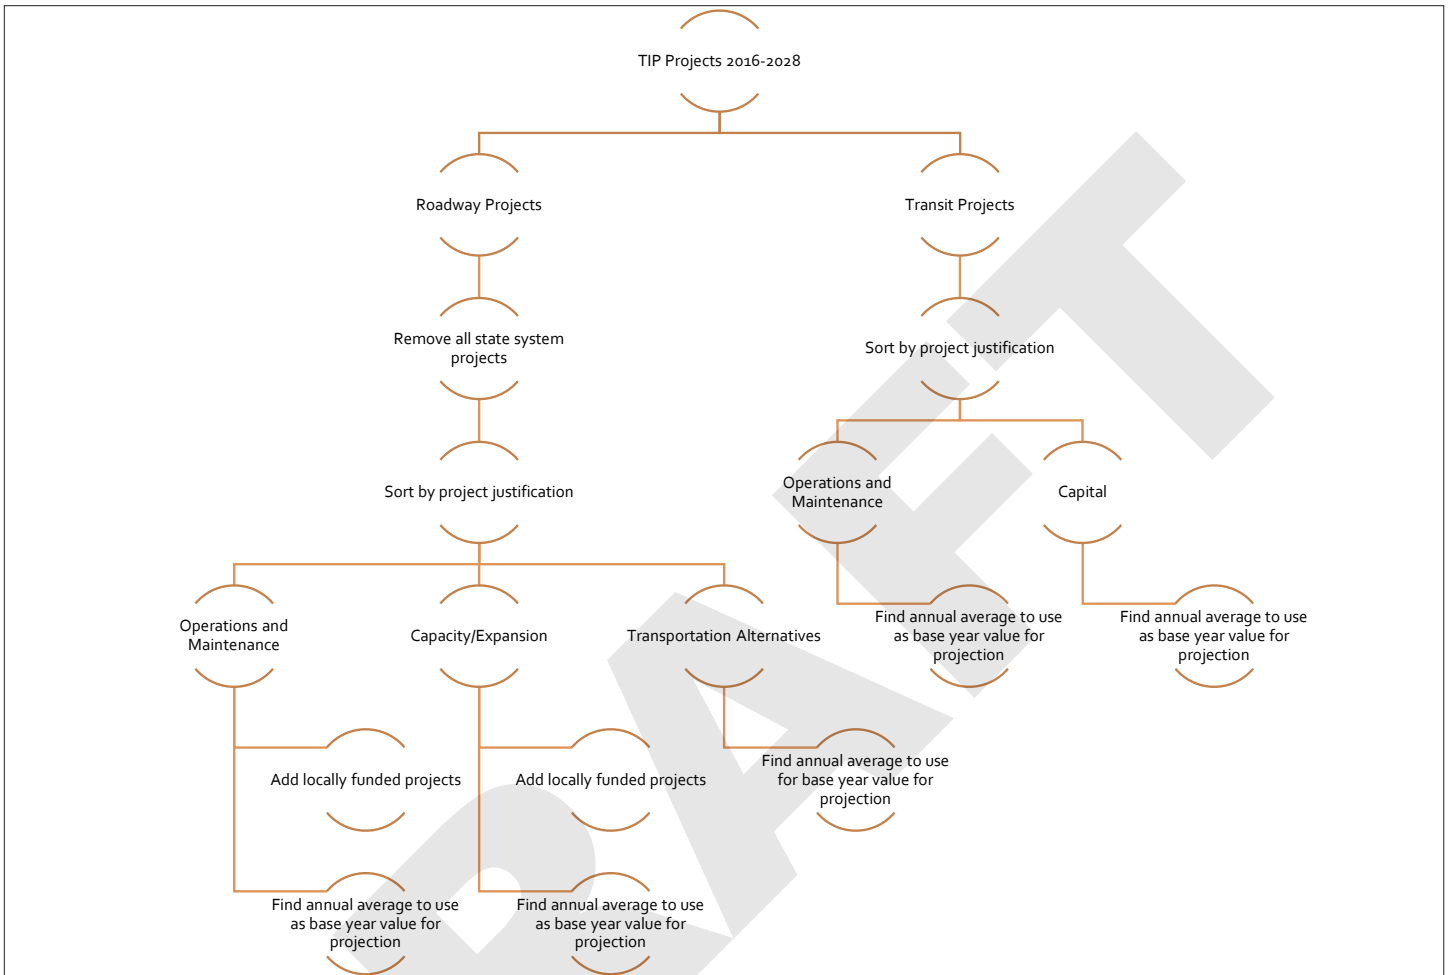 TIP Projects 2016-2028
Roadway Projects
Transit Projects
Remove all state system
projects
Sort by project justification
Sort by project justification
Operations and
Maintenance
Capital
Operations and
Maintenance
Capacity/Expansion
Transportation Alternatives
Find annual average to use
as base year value for
projection
Find annual average to use
as base year value for
projection
Add locally funded projects
Add locally funded projects
Find annual average to use
for base year value for
projection
Find annual average to use
as base year value for
projection
Find annual average to use
as base year value for
projection
RAFT